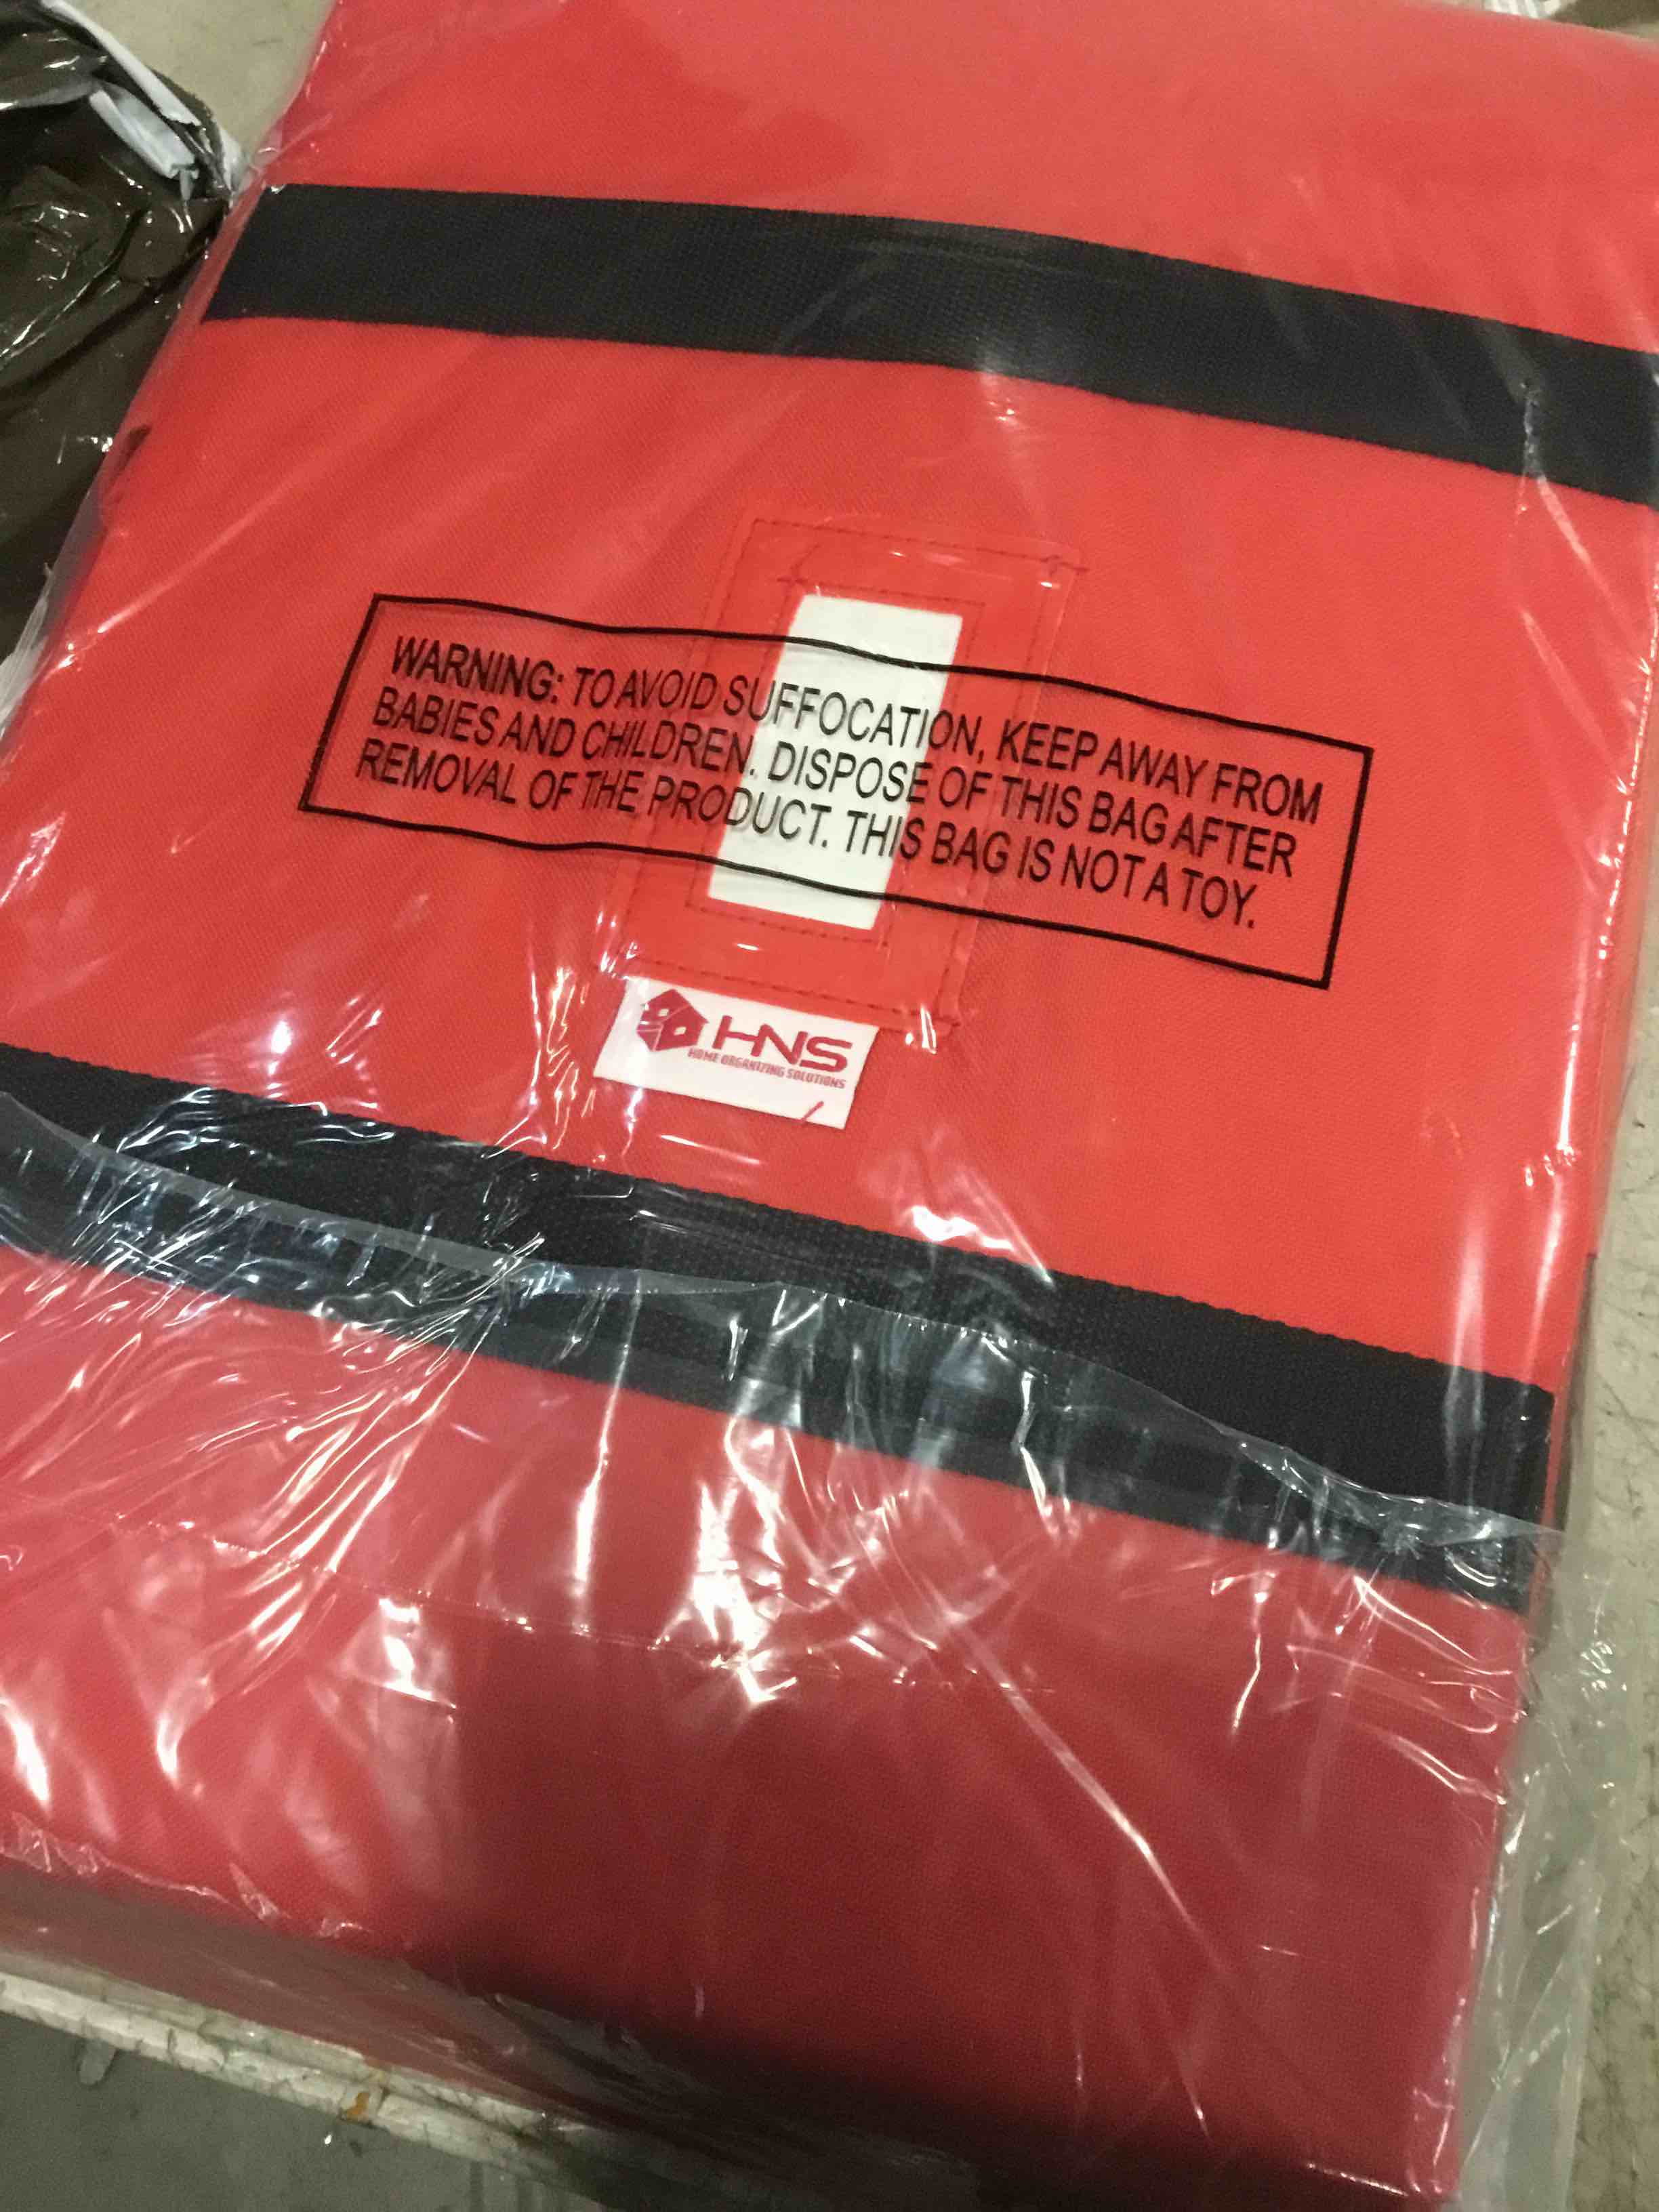 WARNING: TO AVOID SUFFOCATION, KEEP AWAY FROM
BABIES AND CHILDREN. DISPOSE OF THIS BAG AFTER
REMOVAL OF THE PRODUCT. THIS BAG IS NOT A TOY.
HNS
HOME ORGANIZING SOLUTIONS